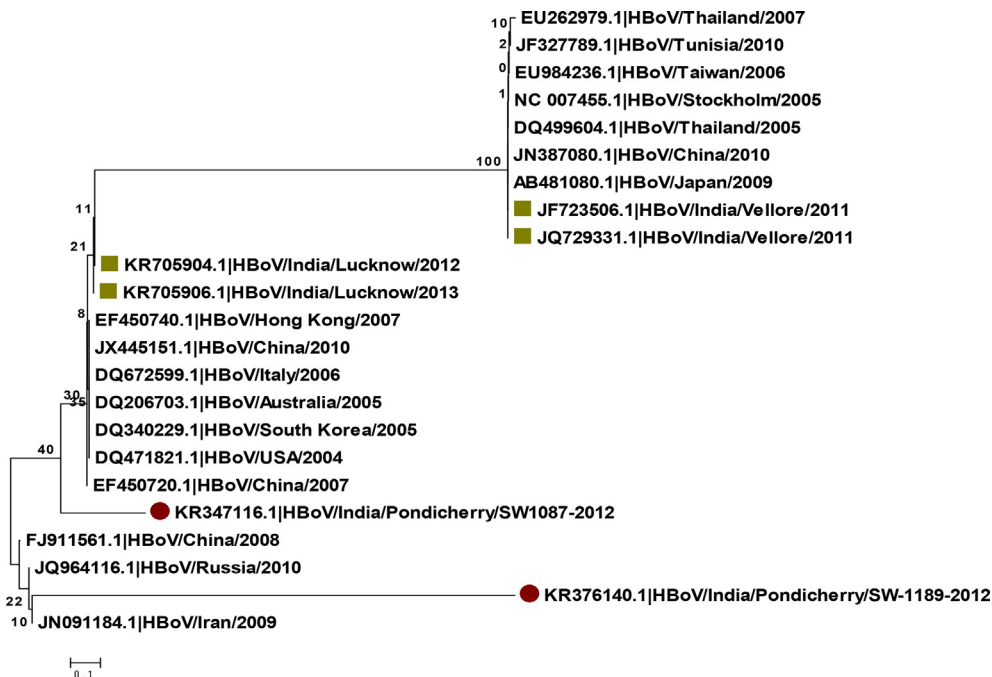 10
EU262979.1|HBoV/Thailand/2007
2
JF327789.1|HBoV/Tunisia/2010
0
EU984236.1|HBoV/Taiwan/2006
1
NC 007455.1|HBoV/Stockholm/2005
DQ499604.1|HBoV/Thailand/2005
100
JN387080.1|HBoV/China/2010
AB481080.1|HBoV/Japan/2009
11
JF723506.1|HBoV/India/Vellore/2011
JQ729331.1|HBoV/India/Vellore/2011
21
KR705904.1|HBoV/India/Lucknow/2012
KR705906.1|HBoV/India/Lucknow/2013
8
EF450740.1|HBoV/Hong Kong/2007
JX445151.1|HBoV/China/2010
DQ672599.1|HBoV/Italy/2006
30
35
DQ206703.1|HBoV/Australia/2005
DQ340229.1|HBoV/South Korea/2005
40
DQ471821.1|HBoV/USA/2004
EF450720.1|HBoV/China/2007
KR347116.1|HBoV/India/Pondicherry/SW1087-2012
FJ911561.1|HBoV/China/2008
JQ964116.1|HBoV/Russia/2010
22
KR376140.1|HBoV/India/Pondicherry/SW-1189-2012
10
JN091184.1|HBoV/Iran/2009
0.1